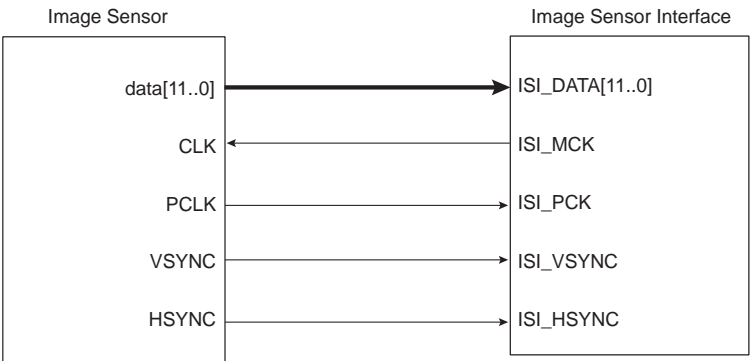 Image Sensor
Image Sensor Interface
data[11..0]
ISI_DATA[11..0]
CLK
ISI_MCK
PCLK
ISI_PCK
VSYNC
ISI_VSYNC
HSYNC
ISI_HSYNC